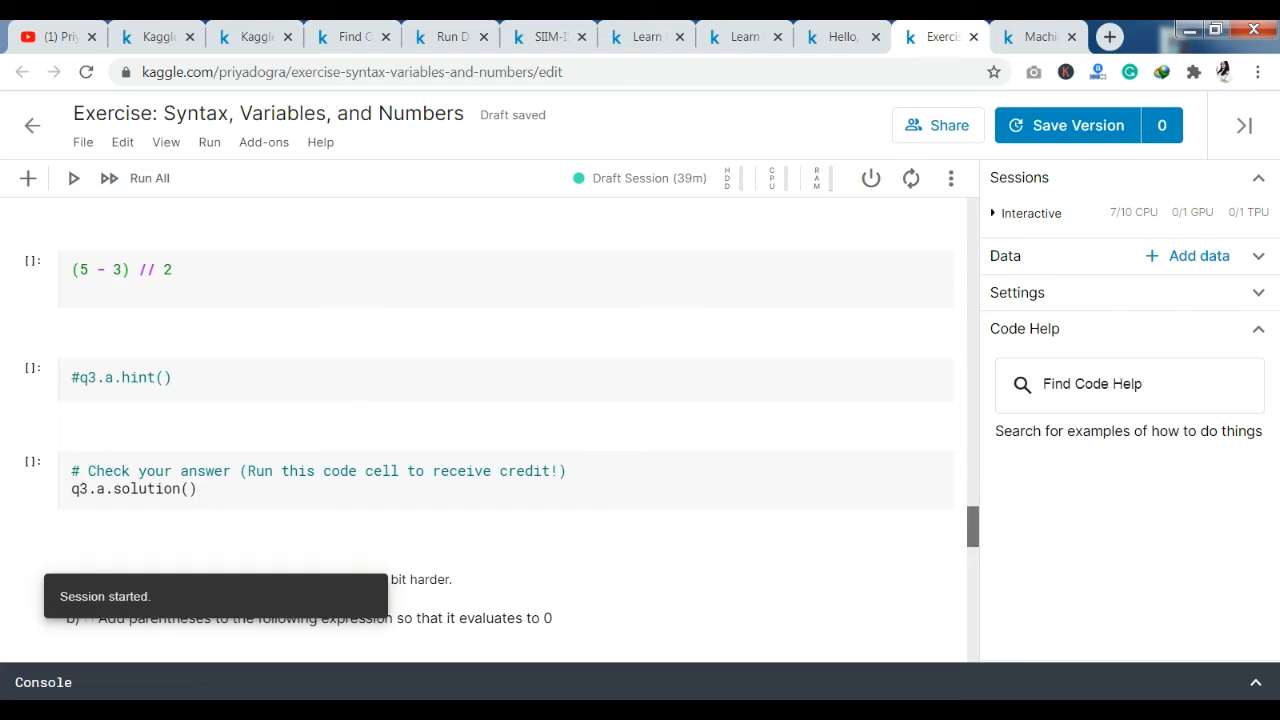 (1) Pri
Kaggle
Kaggle
Find C
Run D
SIIM-I
Learn
Learn
Hello,
Exerci
Machi
kaggle.com/priyadogra/exercise-syntax-variables-and-numbers/edit
Exercise: Syntax, Variables, and Numbers
Draft saved
Share
Save Version
0
File
Edit
View
Run
Add-ons
Help
Run All
Draft Session (39m)
HDD
CPU
RAM
Sessions
Interactive
7/10 CPU
0/1 GPU
0/1 TPU
Data
+ Add data
Settings
Code Help
Find Code Help
Search for examples of how to do things
[]:
(5 - 3) // 2
[]:
#q3.a.hint()
[]:
# Check your answer (Run this code cell to receive credit!)
q3.a.solution()
bit harder.
Session started.
b) Add parentheses to the following expression so that it evaluates to 0
Console